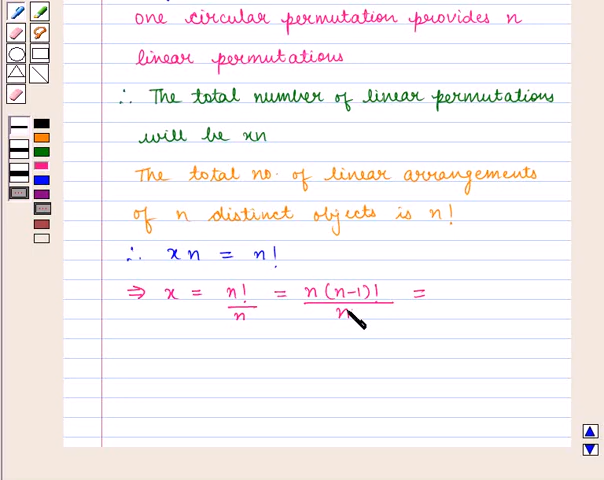 one circular permutation provides n
linear permutations
∴ The total number of linear permutations
will be xn
The total no. of linear arrangements
of n distinct objects is n!
∴ xn = n!
⇒ x = n!/n = n(n-1)!/n =